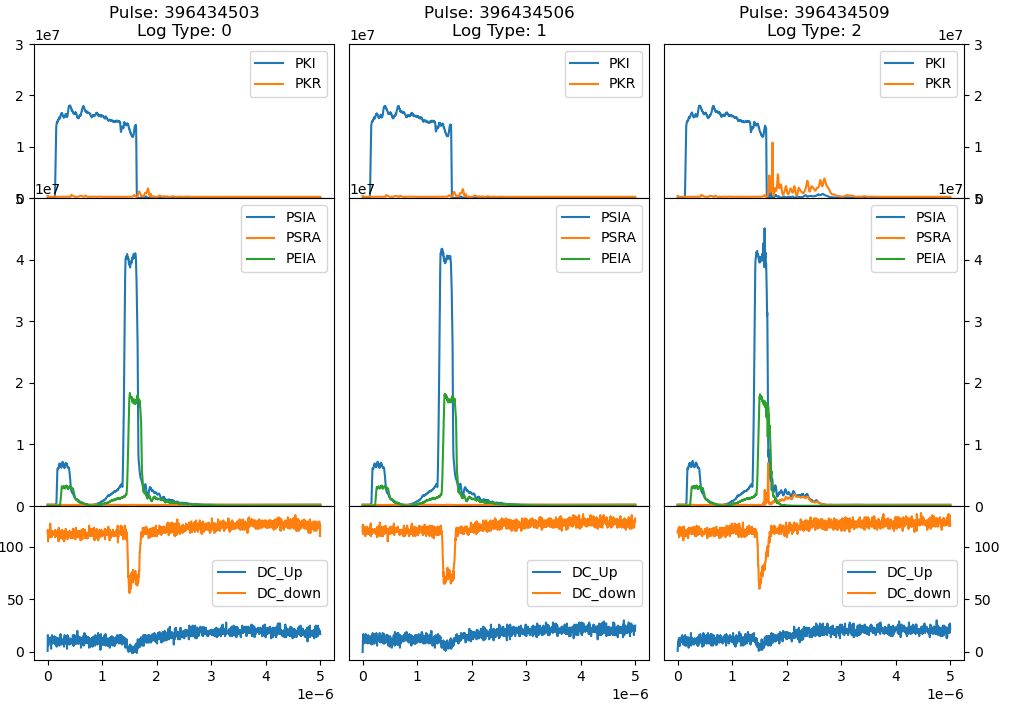 Pulse: 396434503
Log Type: 0
Pulse: 396434506
Log Type: 1
Pulse: 396434509
Log Type: 2
1e7
1e7
1e7
3
2
1
0
PKI
PKR
PKI
PKR
PKI
PKR
3
2
1
0
1e7
1e7
1e7
5
4
3
2
1
0
PSIA
PSRA
PEIA
PSIA
PSRA
PEIA
PSIA
PSRA
PEIA
5
4
3
2
1
0
100
50
0
DC_Up
DC_down
DC_Up
DC_down
DC_Up
DC_down
100
50
0
0 1 2 3 4 5
1e−6
0 1 2 3 4 5
1e−6
0 1 2 3 4 5
1e−6